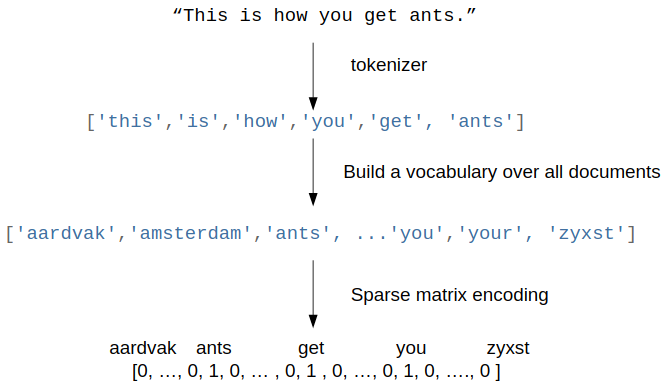 “This is how you get ants.”
tokenizer
['this','is','how','you','get', 'ants']
Build a vocabulary over all documents
['aardvak','amsterdam','ants', ...'you','your', 'zyxst']
Sparse matrix encoding
aardvak ants get you zyxst
[0, …, 0, 1, 0, … , 0, 1 , 0, …, 0, 1, 0, …., 0 ]